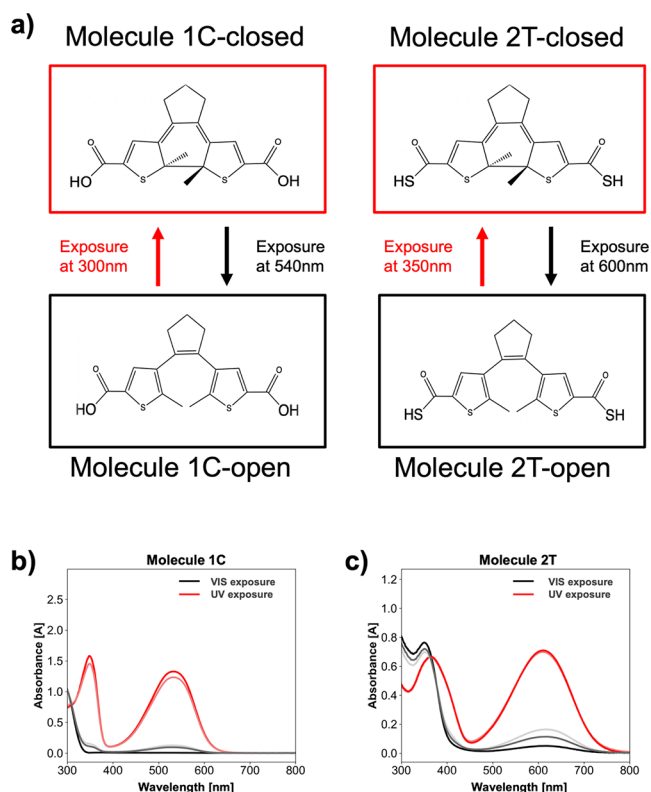 a)
Molecule 1C-closed
Molecule 2T-closed
O
O
HO
S
S
OH
O
O
HS
S
S
SH
Exposure
at 300nm
Exposure
at 540nm
Exposure
at 350nm
Exposure
at 600nm
O
O
HO
S
S
OH
O
O
HS
S
S
SH
Molecule 1C-open
Molecule 2T-open
b)
Molecule 1C
VIS exposure
UV exposure
Absorbance [A]
2.5
2.0
1.5
1.0
0.5
0.0
300 400 500 600 700 800
Wavelength [nm]
c)
Molecule 2T
VIS exposure
UV exposure
Absorbance [A]
1.2
1.0
0.8
0.6
0.4
0.2
0.0
300 400 500 600 700 800
Wavelength [nm]